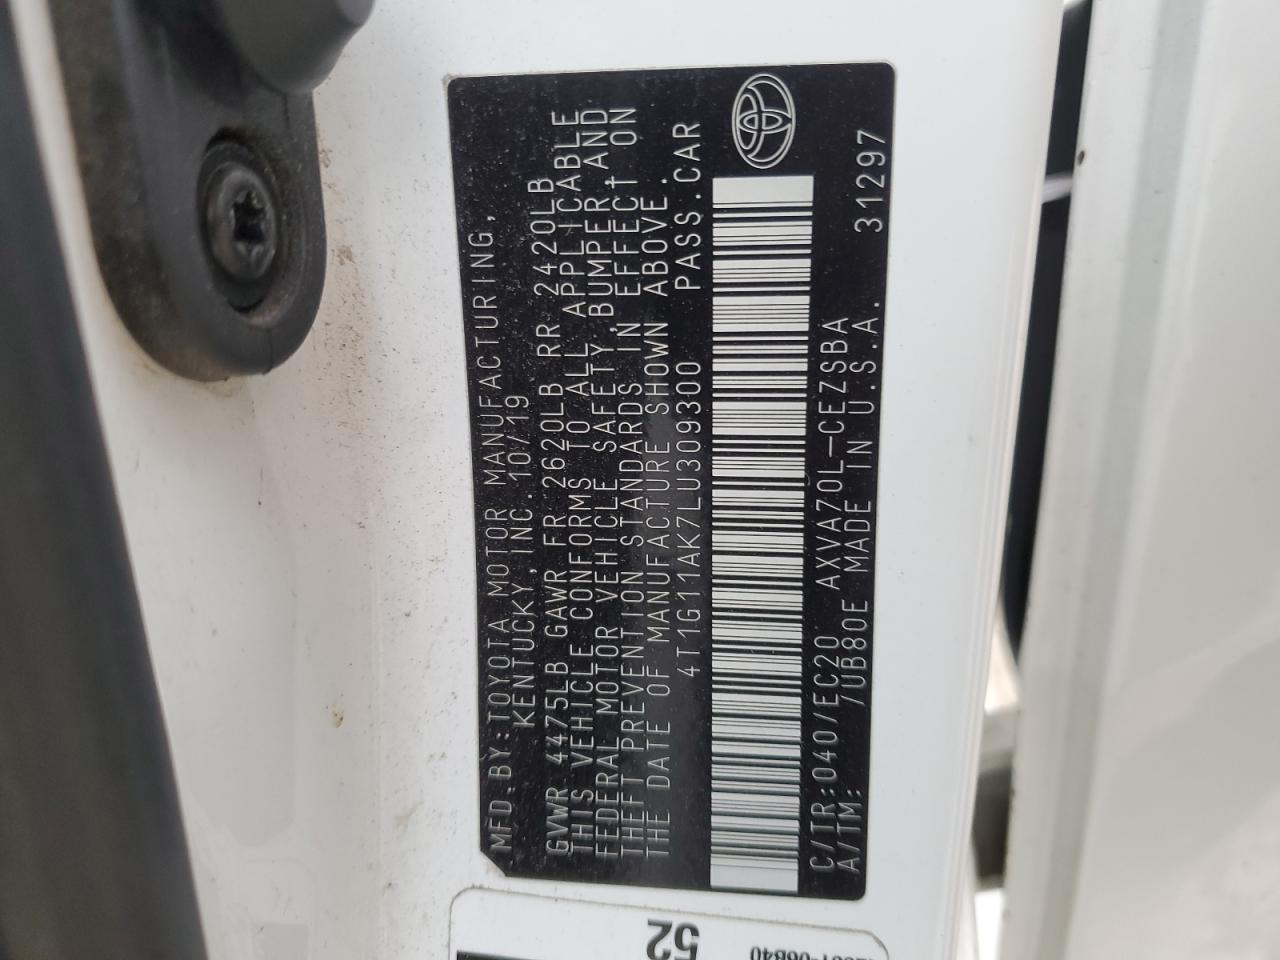 MFD.BY:TOYOTA MOTOR MANUFACTURING,
KENTUCKY,INC.10/19
GVWR 4475LB GAWR FR 2620LB RR 2420LB
THIS VEHICLE CONFORMS TO ALL APPLICABLE
FEDERAL MOTOR VEHICLE SAFETY,BUMPER,AND
THEFT PREVENTION STANDARDS IN EFFECT ON
THE DATE OF MANUFACTURE SHOWN ABOVE.
4T1G11AK7LU309300 PASS.CAR
C/TR:040/EC20 AXVA70L-CEZSBA
A/TM: /UB80E MADE IN U.S.A. 31297
52